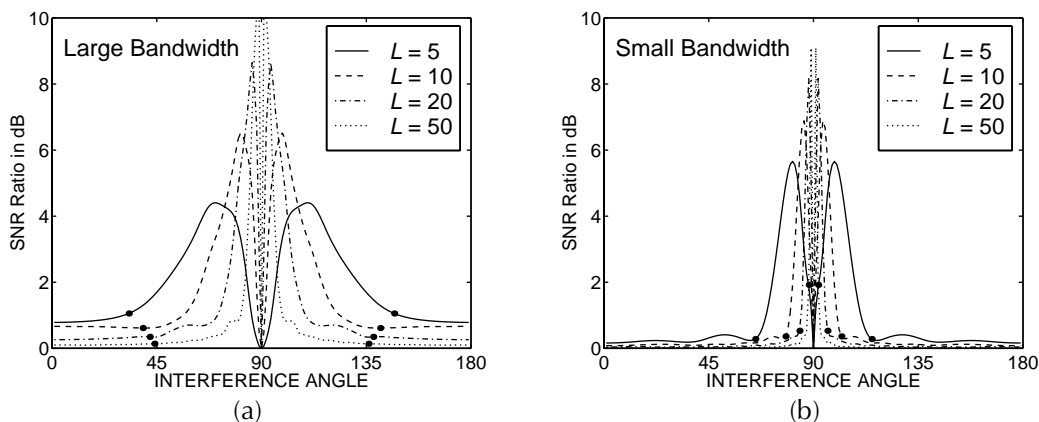 10
8
6
4
2
0
SNR Ratio in dB
Large Bandwidth
L = 5
L = 10
L = 20
L = 50
0 45 90 135 180
INTERFERENCE ANGLE
(a)
10
8
6
4
2
0
SNR Ratio in dB
Small Bandwidth
L = 5
L = 10
L = 20
L = 50
0 45 90 135 180
INTERFERENCE ANGLE
(b)